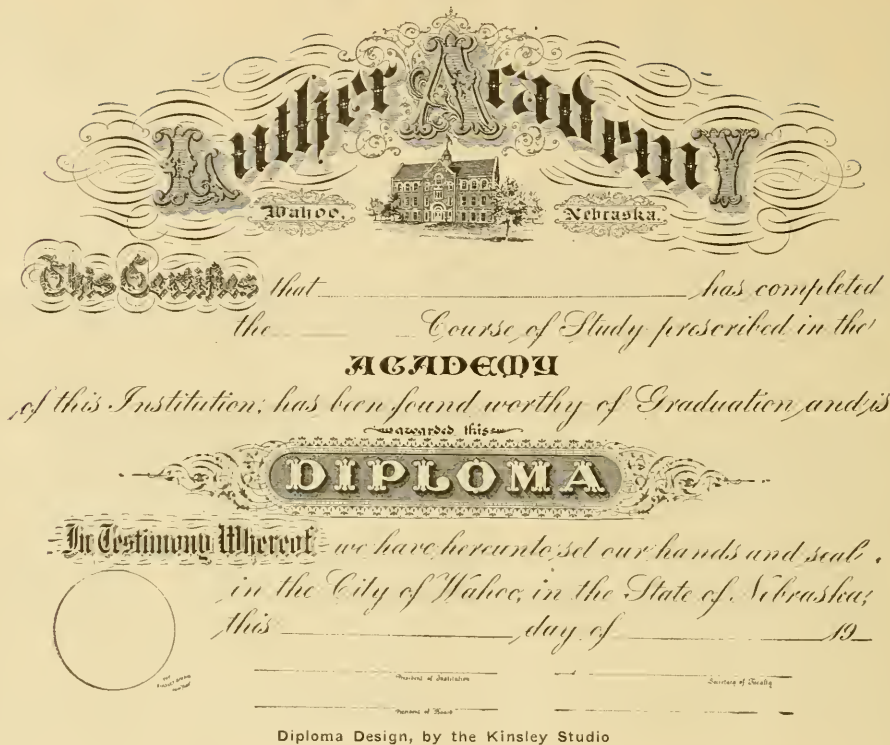 Luther Academy
Wahoo, Nebraska.
This Certifies that has completed
the Course of Study prescribed in the
ACADEMY
of this Institution, has been found worthy of Graduation and is
awarded this
DIPLOMA
In Testimony Whereof we have hereunto set our hands and seal
in the City of Wahoo, in the State of Nebraska,
this day of 19
President of Institution Secretary of Faculty
President of Board
Diploma Design, by the Kinsley Studio